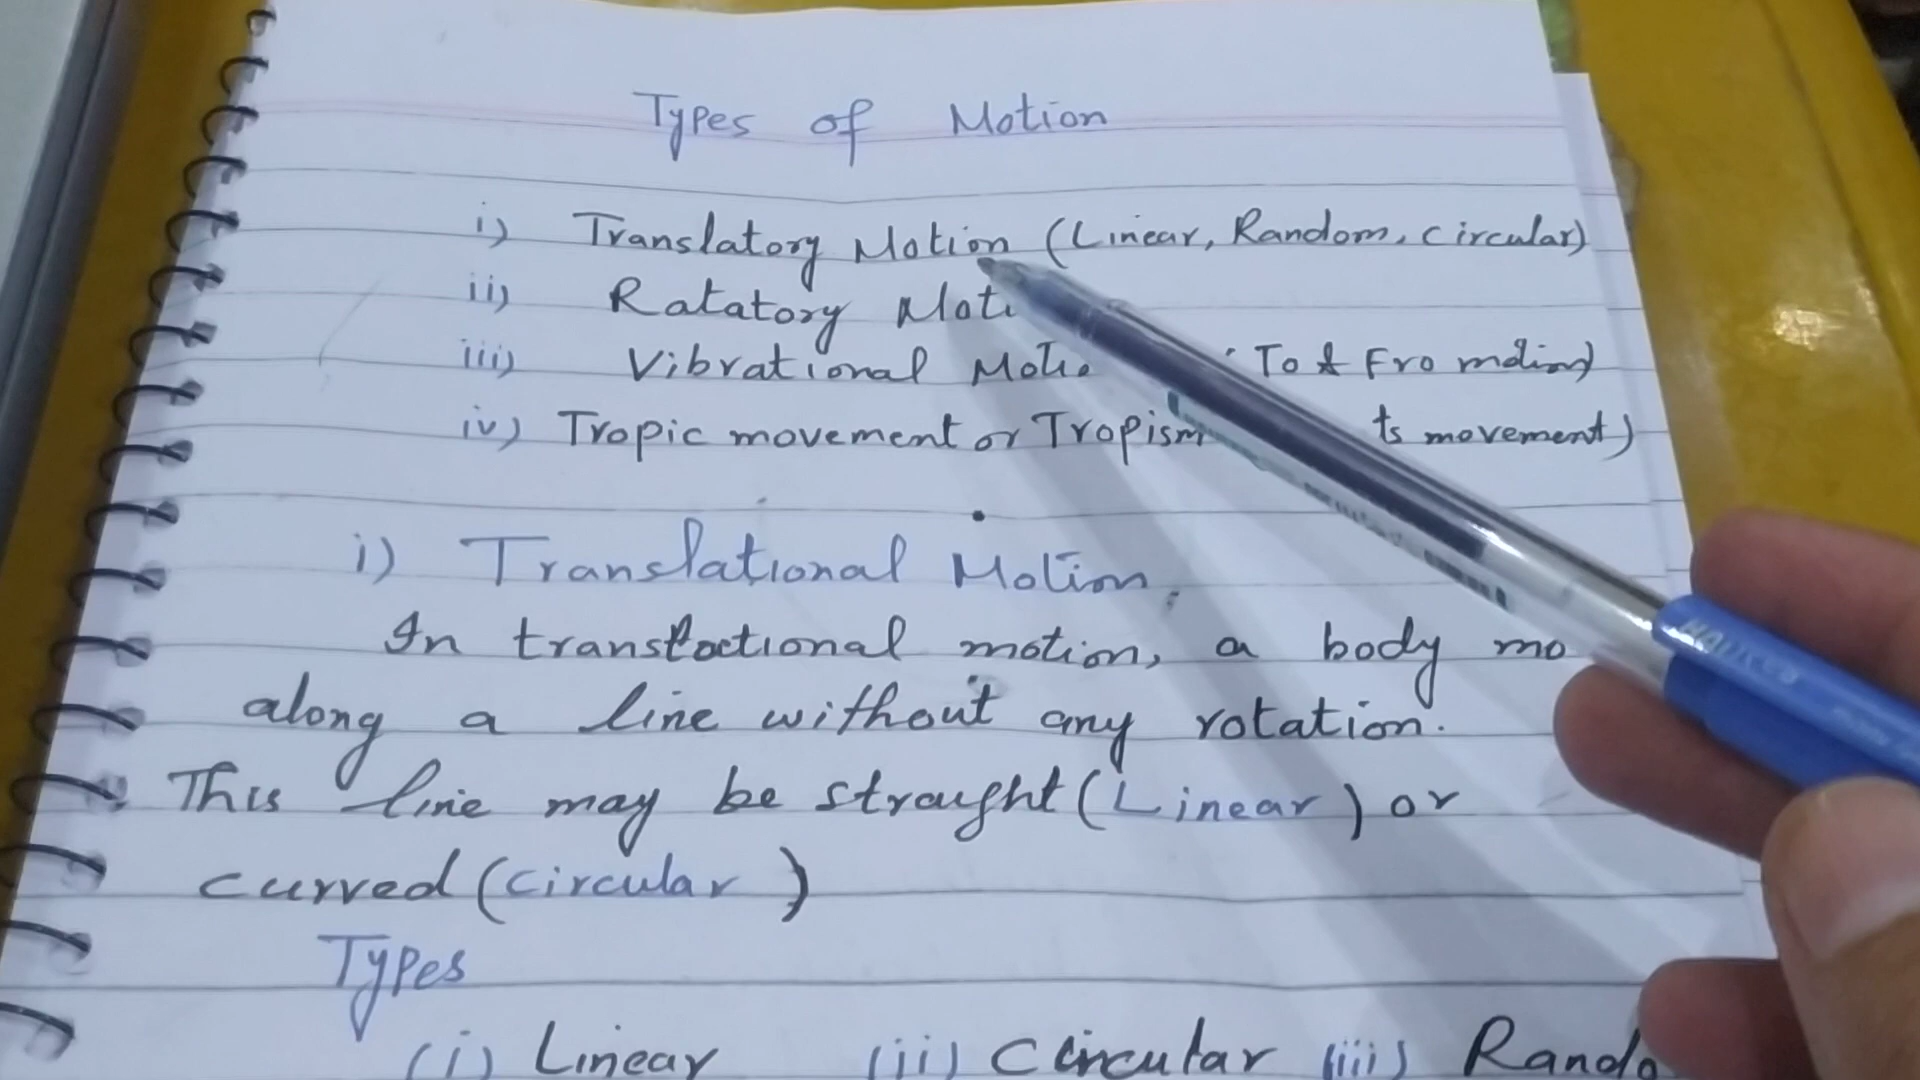 Types of Motion
i) Translatory Motion (Linear, Random, circular)
ii) Ratatory Moti
iii) Vibrational Motio To & Fro motion)
iv) Tropic movement or Tropism ts movement)
i) Translational Motion
In translational motion, a body mo
along a line without any rotation.
This line may be straight (Linear) or
curved (circular)
Types
(i) Linear (ii) Circular (iii) Rando